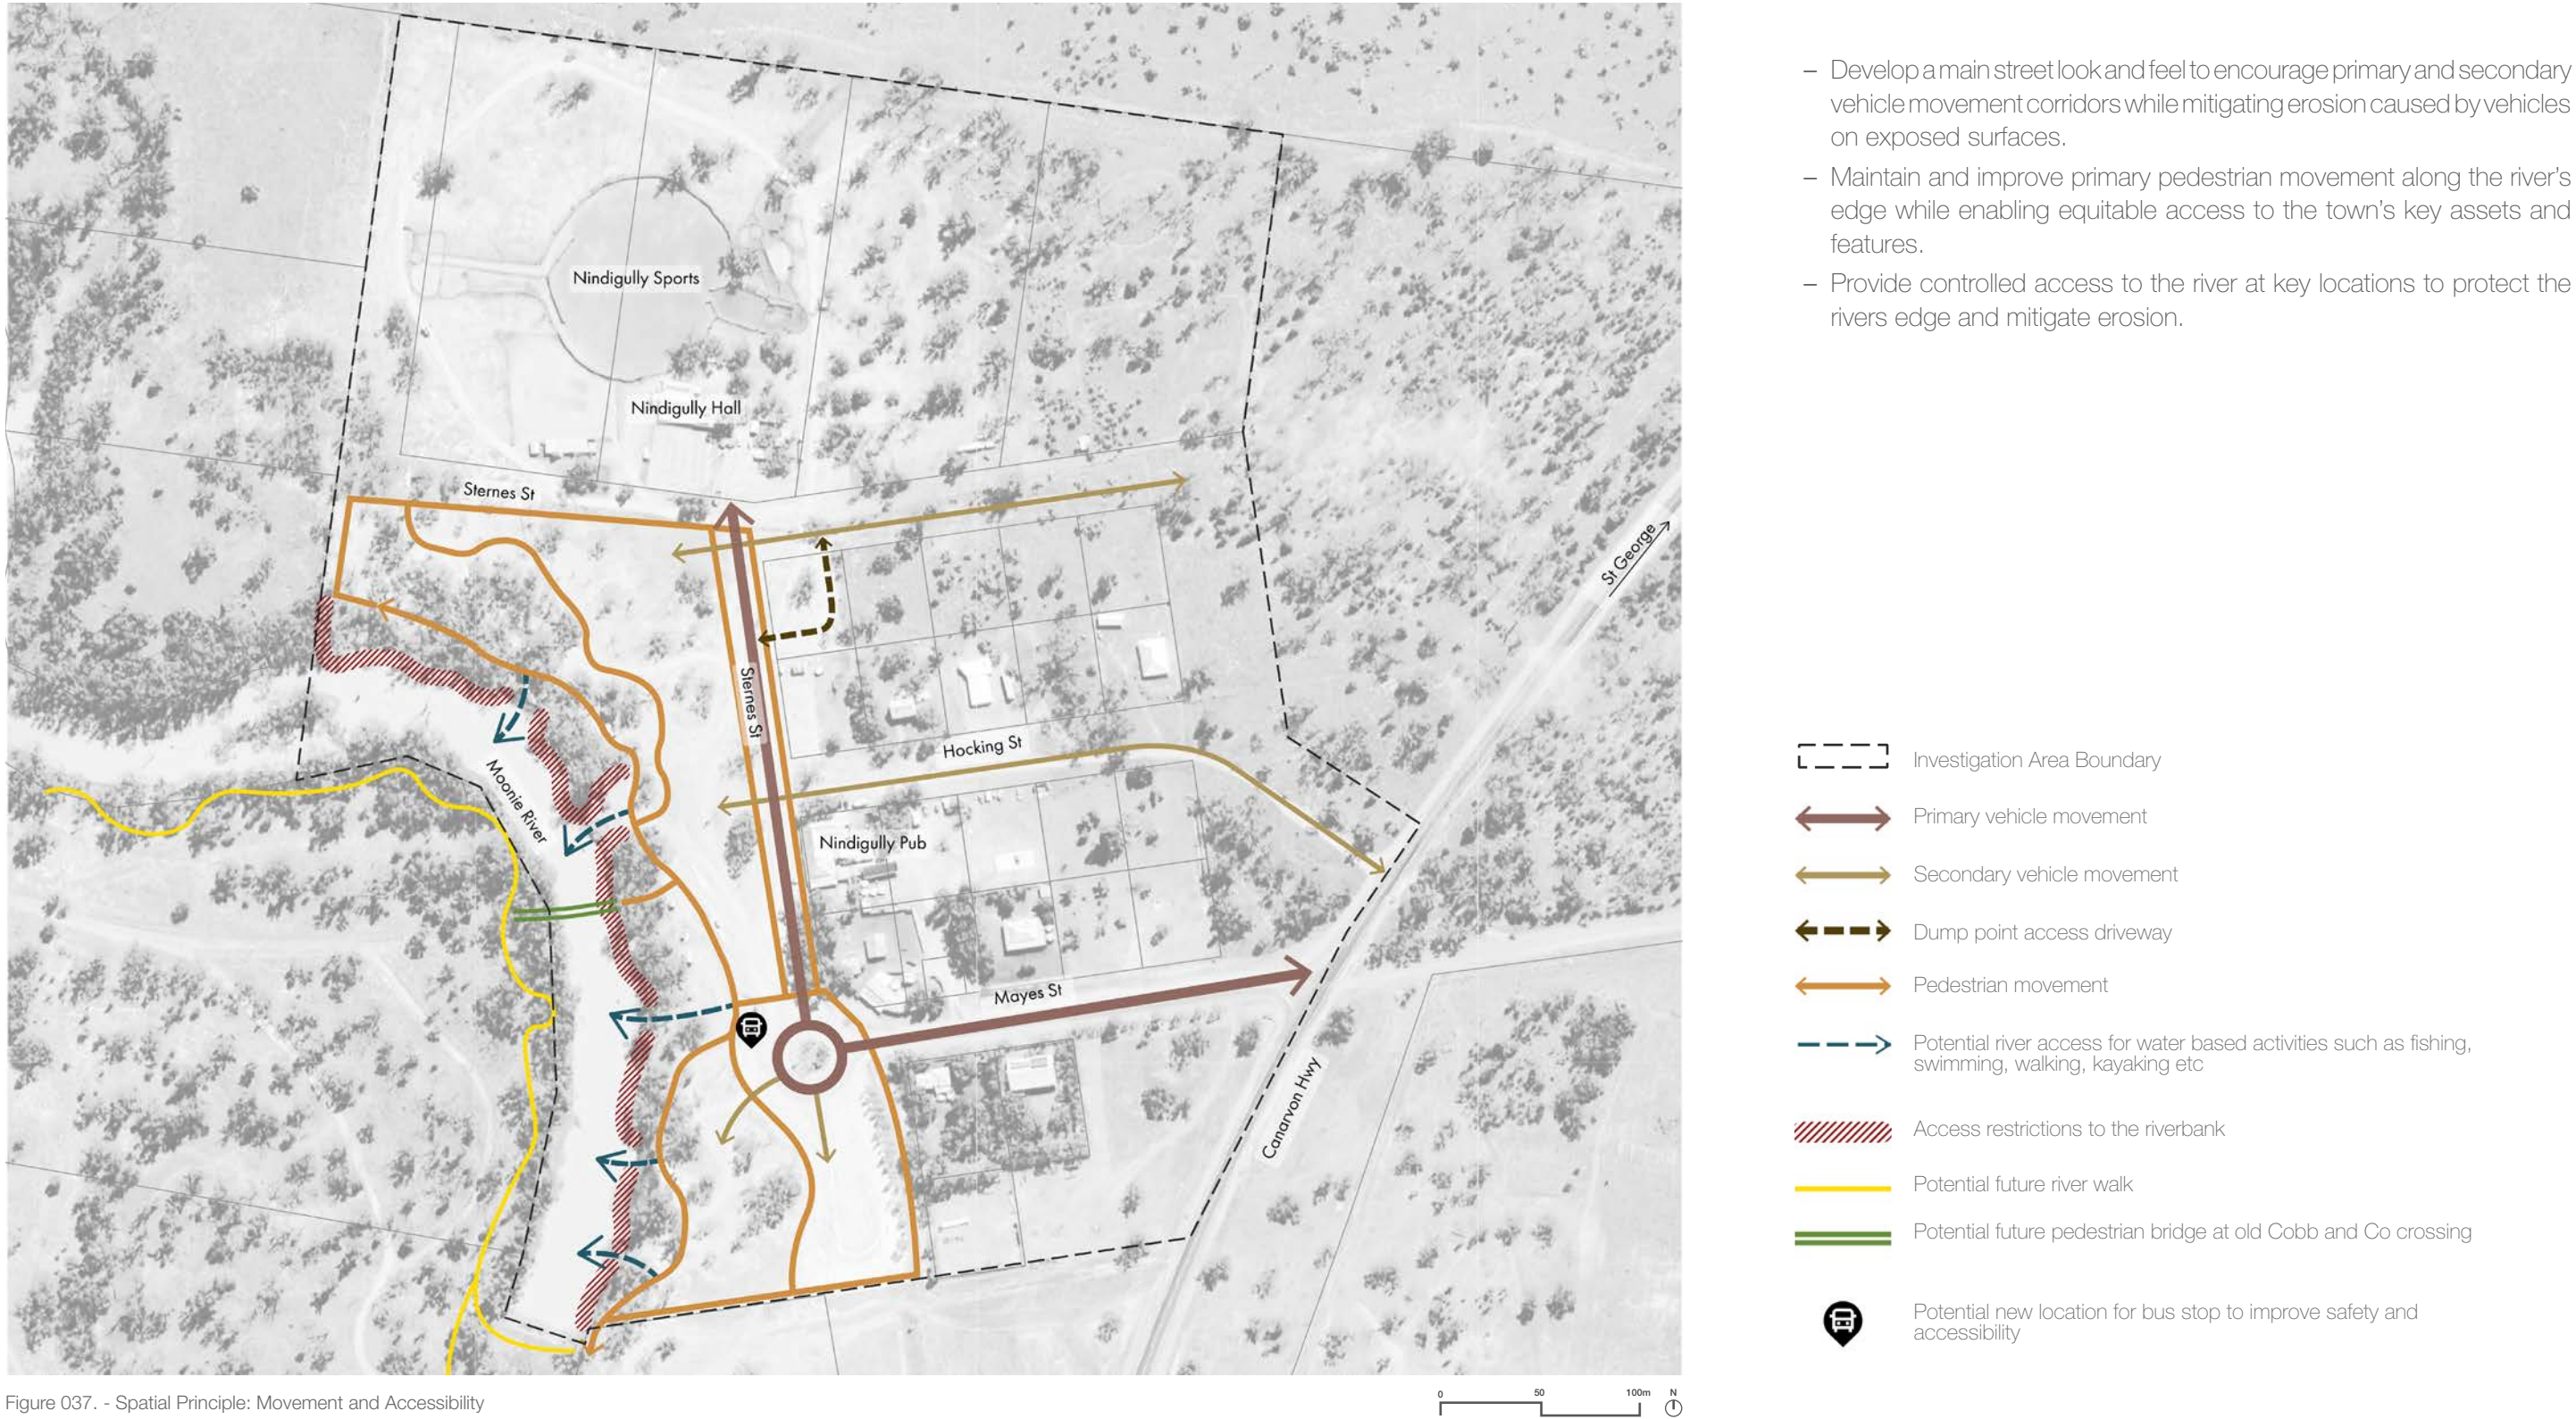 – Develop a main street look and feel to encourage primary and secondary
vehicle movement corridors while mitigating erosion caused by vehicles
on exposed surfaces.
– Maintain and improve primary pedestrian movement along the river's
edge while enabling equitable access to the town's key assets and
features.
– Provide controlled access to the river at key locations to protect the
rivers edge and mitigate erosion.
Nindigully Sports
Nindigully Hall
Sternes St
St George
Sternes St
Hocking St
Moonie River
Nindigully Pub
Mayes St
Canarvon Hwy
Investigation Area Boundary
Primary vehicle movement
Secondary vehicle movement
Dump point access driveway
Pedestrian movement
Potential river access for water based activities such as fishing,
swimming, walking, kayaking etc
Access restrictions to the riverbank
Potential future river walk
Potential future pedestrian bridge at old Cobb and Co crossing
Potential new location for bus stop to improve safety and
accessibility
Figure 037. - Spatial Principle: Movement and Accessibility
0 50 100m N